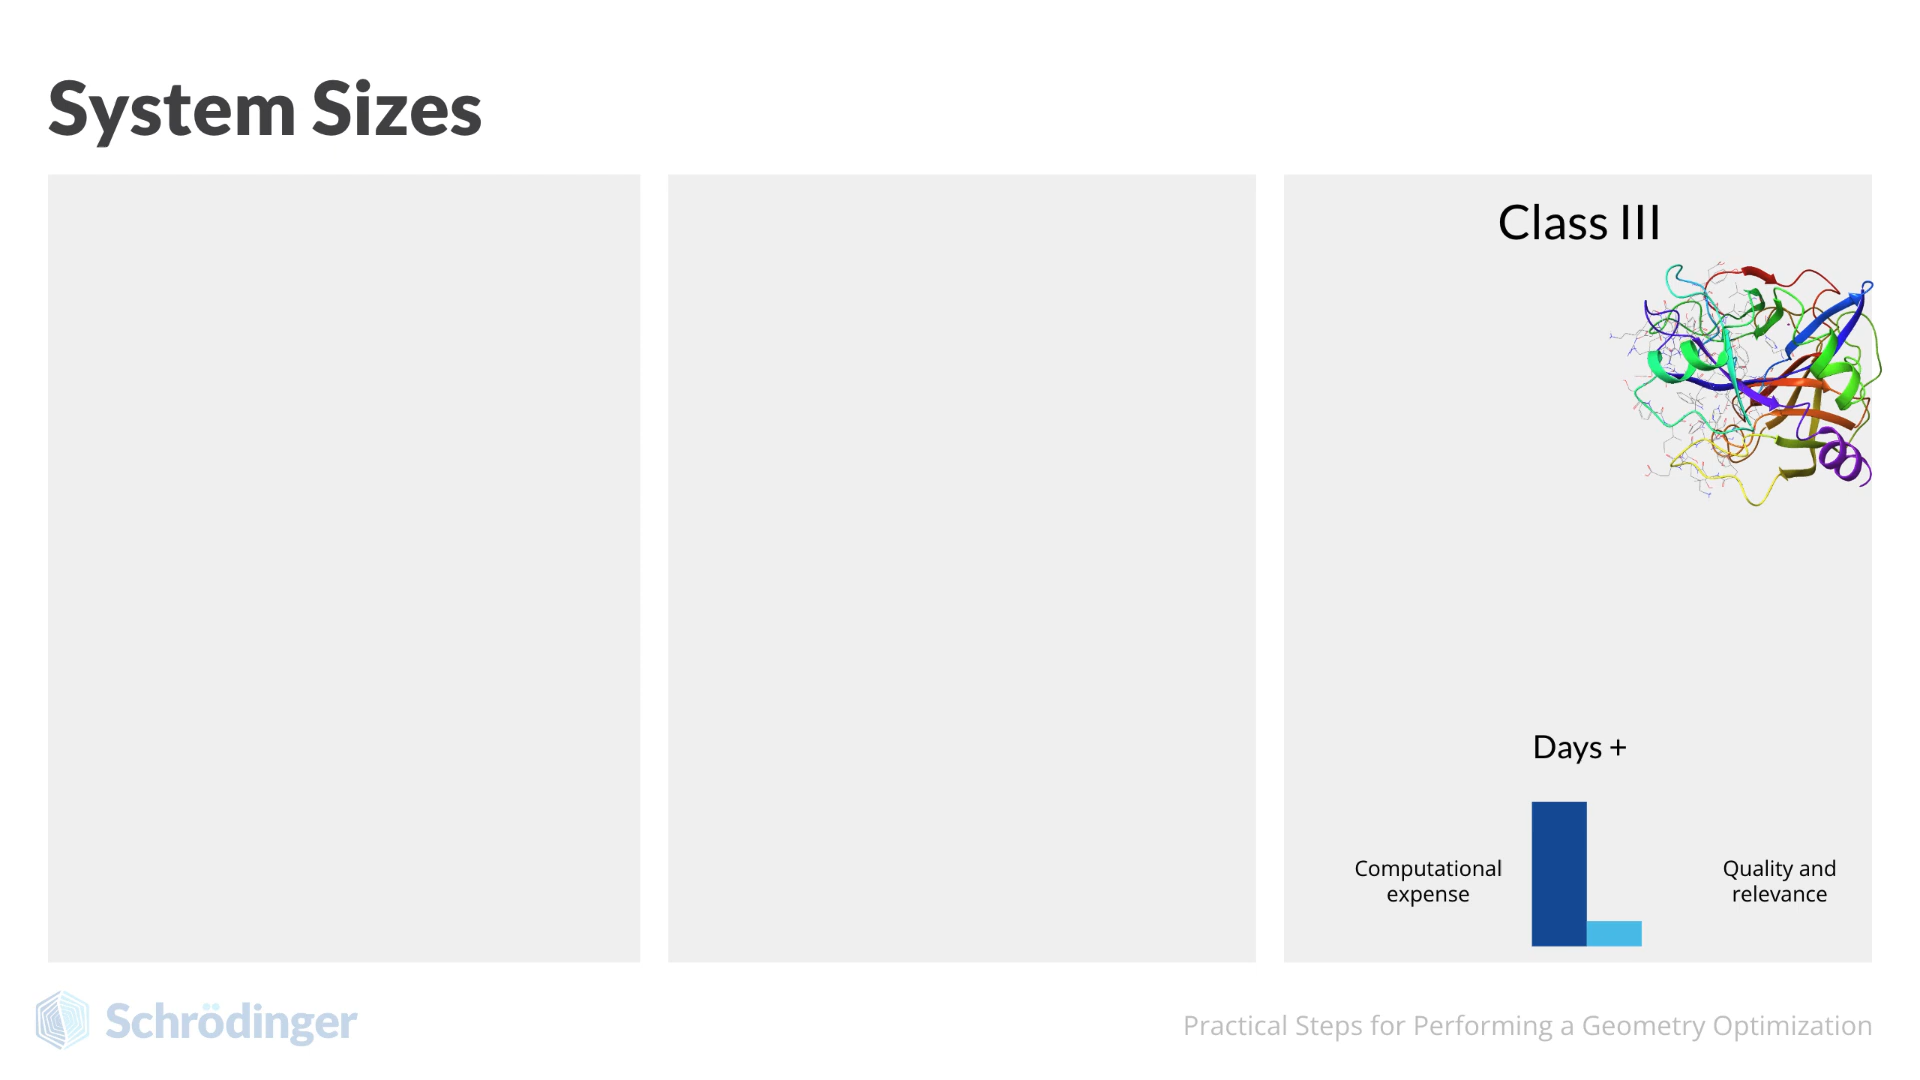 System Sizes
Class III
Days +
Computational
expense
Quality and
relevance
Schrödinger
Practical Steps for Performing a Geometry Optimization